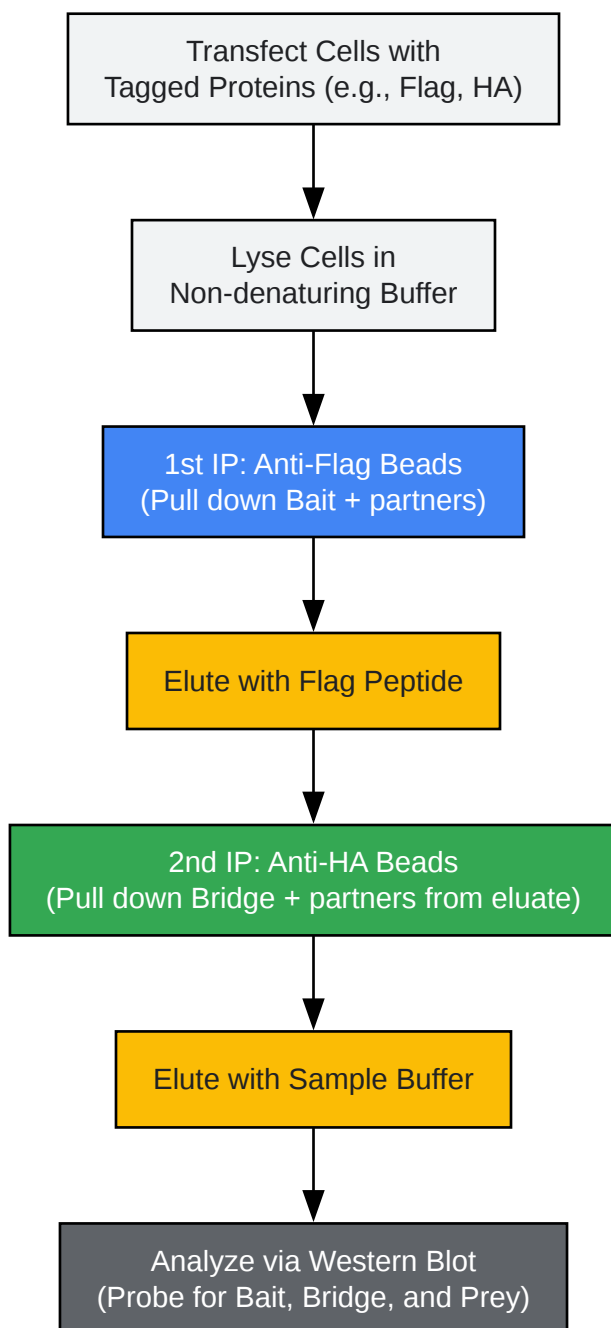 Transfect Cells with
Tagged Proteins (e.g., Flag, HA)
Lyse Cells in
Non-denaturing Buffer
1st IP: Anti-Flag Beads
(Pull down Bait + partners)
Elute with Flag Peptide
2nd IP: Anti-HA Beads
(Pull down Bridge + partners from eluate)
Elute with Sample Buffer
Analyze via Western Blot
(Probe for Bait, Bridge, and Prey)